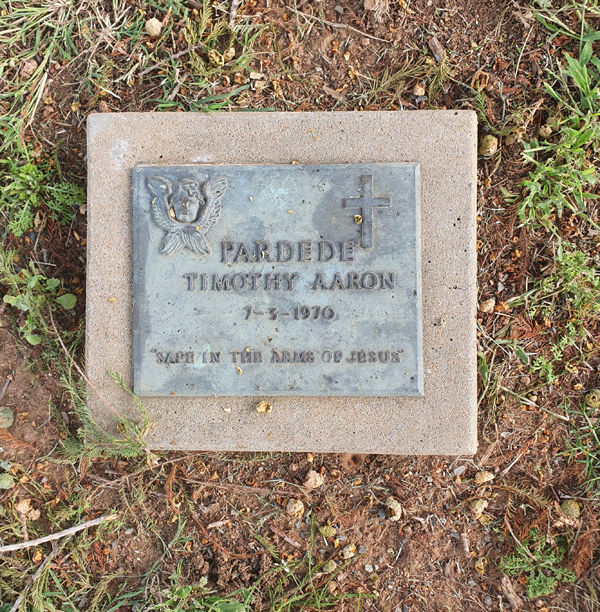 PARDEDE
TIMOTHY AARON
7-3-1970
"SAFE IN THE ARMS OF JESUS"